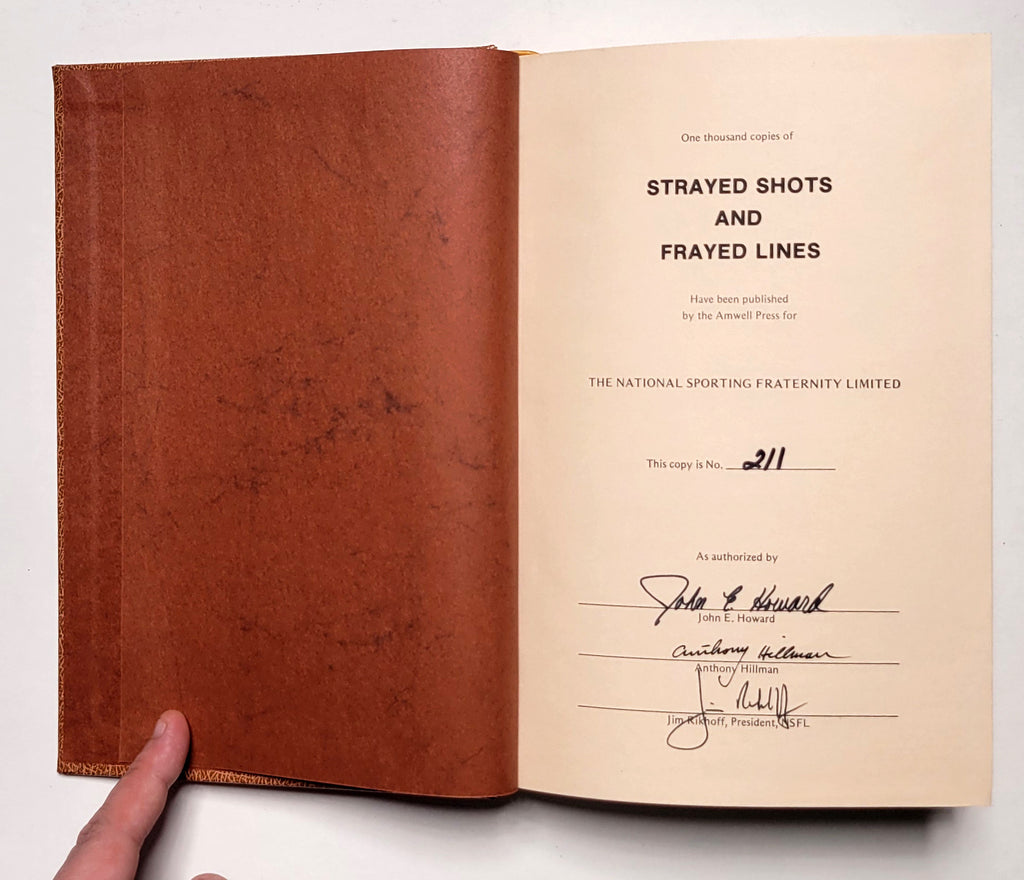 One thousand copies of
STRAYED SHOTS
AND
FRAYED LINES
Have been published
by the Amwell Press for
THE NATIONAL SPORTING FRATERNITY LIMITED
This copy is No. 211
As authorized by
John E. Howard
John E. Howard
Anthony Hillman
Anthony Hillman
Jim Rikhoff
Jim Rikhoff, President, NSFL